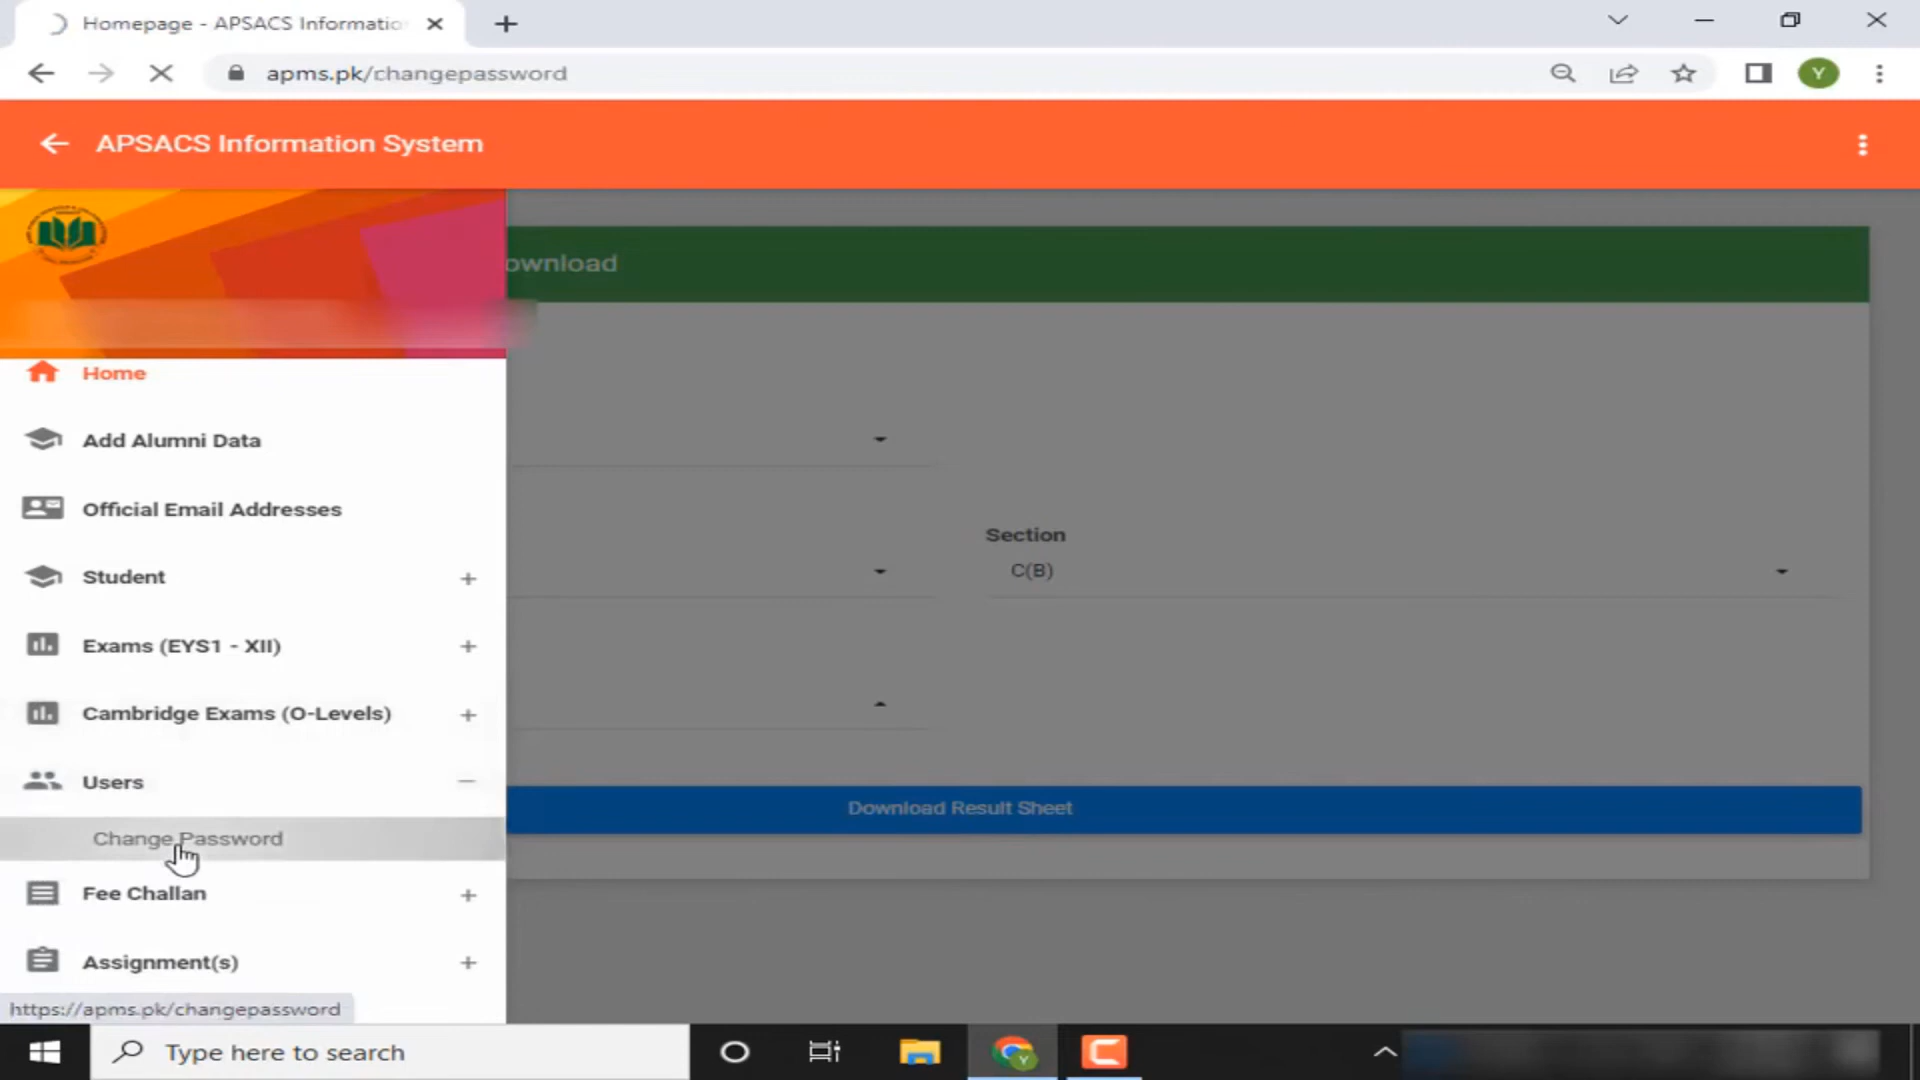 Homepage - APSACS Informatio
apms.pk/changepassword
Y
APSACS Information System
ownload
Home
Add Alumni Data
Official Email Addresses
Section
C(B)
Student
Exams (EYS1 - XII)
Cambridge Exams (O-Levels)
Users
Download Result Sheet
Change Password
Fee Challan
Assignment(s)
https://apms.pk/changepassword
Type here to search